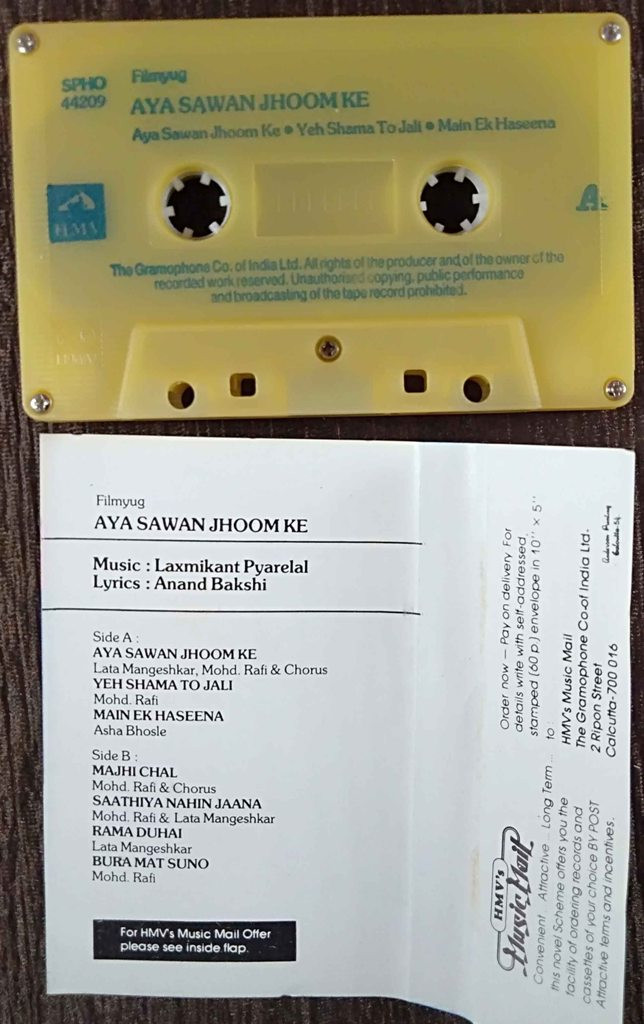 SPHO
44209
Filmyug
AYA SAWAN JHOOM KE
Aya Sawan Jhoom Ke ● Yeh Shama To Jali ● Main Ek Haseena
HMV
A
The Gramophone Co. of India Ltd. All rights of the producer and of the owner of the
recorded work reserved. Unauthorised copying, public performance
and broadcasting of the tape record prohibited.
HMV
Filmyug
AYA SAWAN JHOOM KE
Music : Laxmikant Pyarelal
Lyrics : Anand Bakshi
Side A :
AYA SAWAN JHOOM KE
Lata Mangeshkar, Mohd. Rafi & Chorus
YEH SHAMA TO JALI
Mohd. Rafi
MAIN EK HASEENA
Asha Bhosle
Side B :
MAJHI CHAL
Mohd. Rafi & Chorus
SAATHIYA NAHIN JAANA
Mohd. Rafi & Lata Mangeshkar
RAMA DUHAI
Lata Mangeshkar
BURA MAT SUNO
Mohd. Rafi
For HMV's Music Mail Offer
please see inside flap.
HMV's
Music Mail
Convenient... Attractive... Long Term...
this novel Scheme offers you the
facility of ordering records and
cassettes of your choice BY POST
Attractive terms and incentives.
Order now — Pay on delivery For
details write with self-addressed,
stamped (60 p.) envelope in 10" × 5"
to :
HMV's Music Mail
The Gramophone Co. of India Ltd.
2 Ripon Street
Calcutta-700 016